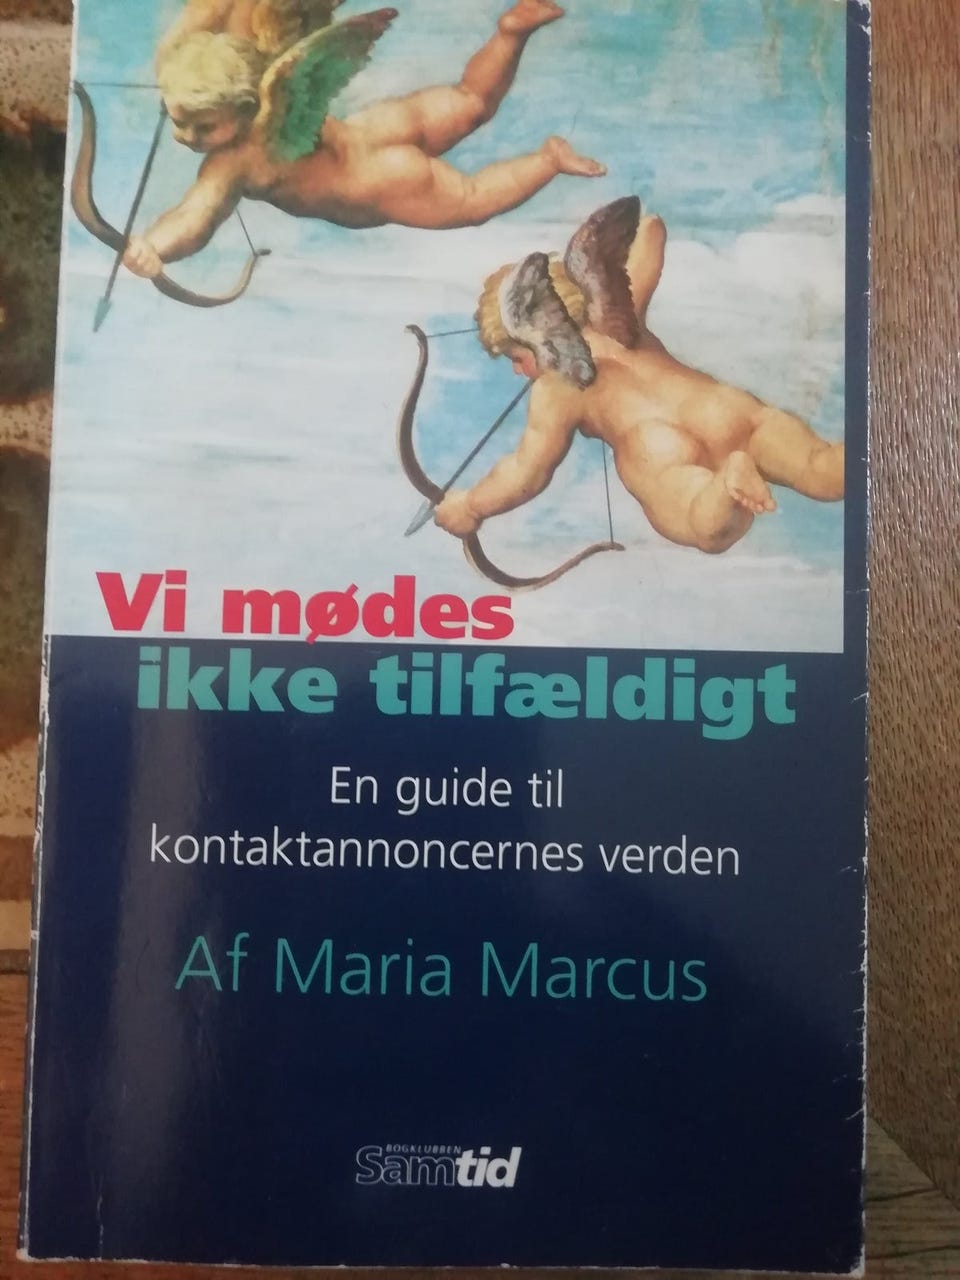 Vi mødes
ikke tilfældigt
En guide til
kontaktannoncernes verden
Af Maria Marcus
BOGKLUBBEN
Samtid